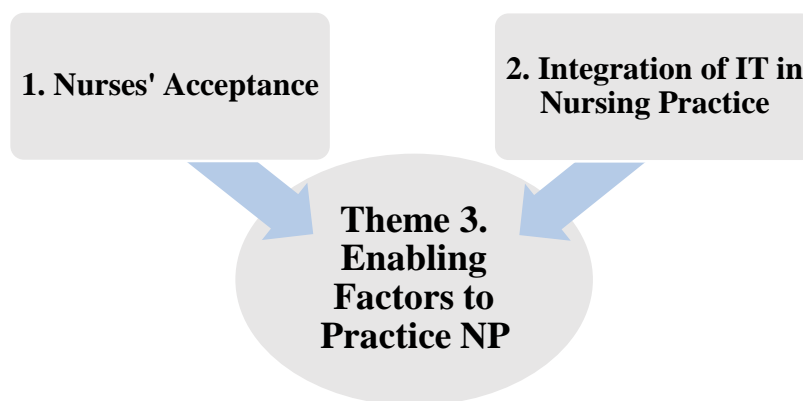 1. Nurses' Acceptance
2. Integration of IT in
Nursing Practice
Theme 3.
Enabling
Factors to
Practice NP